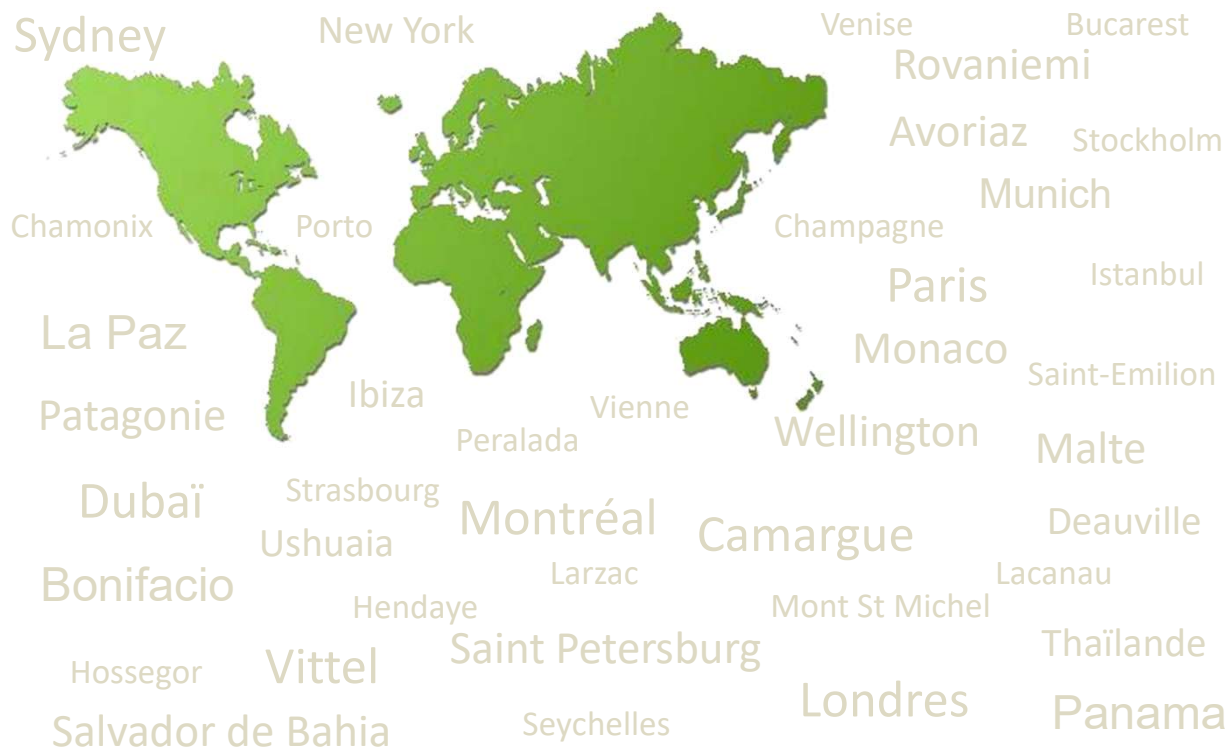 Sydney
New York
Venise
Bucarest
Rovaniemi
Avoriaz
Stockholm
Munich
Chamonix
Porto
Champagne
Paris
Istanbul
La Paz
Monaco
Saint-Emilion
Ibiza
Vienne
Patagonie
Peralada
Wellington
Malte
Dubaï
Strasbourg
Montréal
Camargue
Deauville
Ushuaia
Bonifacio
Larzac
Lacanau
Hendaye
Mont St Michel
Saint Petersburg
Thaïlande
Hossegor
Vittel
Londres
Panama
Salvador de Bahia
Seychelles